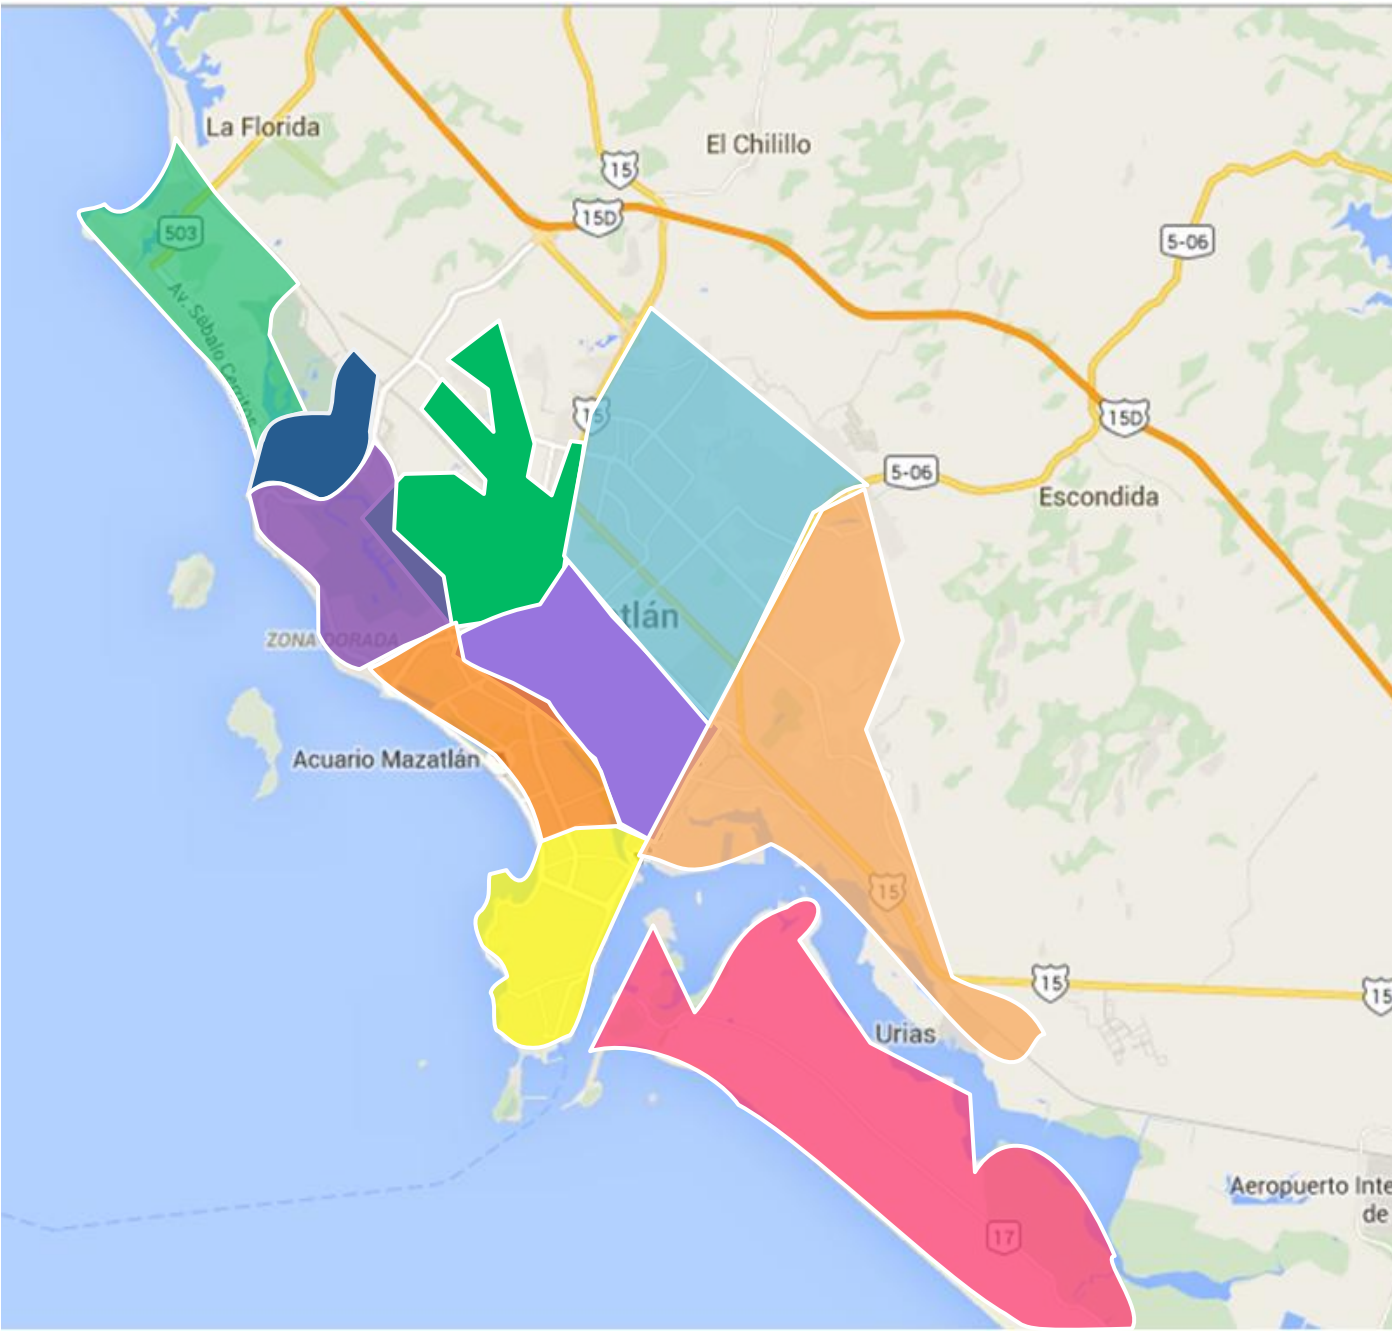 La Florida
El Chilillo
15
15D
503
5-06
Av. Sábalo Cerritos
15
15D
5-06
Escondida
tlán
ZONA DORADA
Acuario Mazatlán
15
15
15
Urias
Aeropuerto Inte
de
17